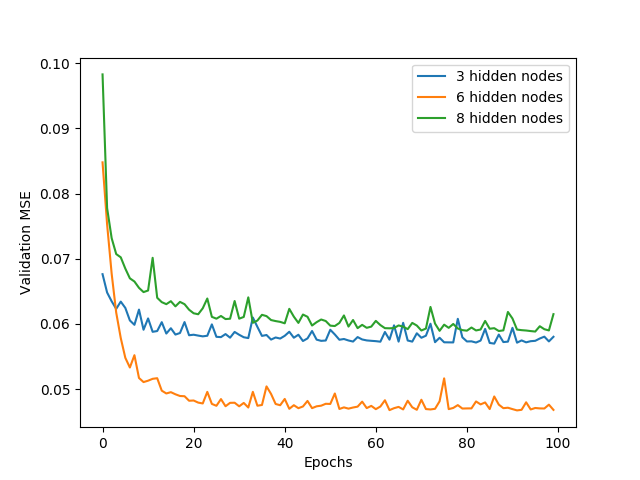 0.10
0.09
0.08
0.07
0.06
0.05
Validation MSE
3 hidden nodes
6 hidden nodes
8 hidden nodes
0 20 40 60 80 100
Epochs